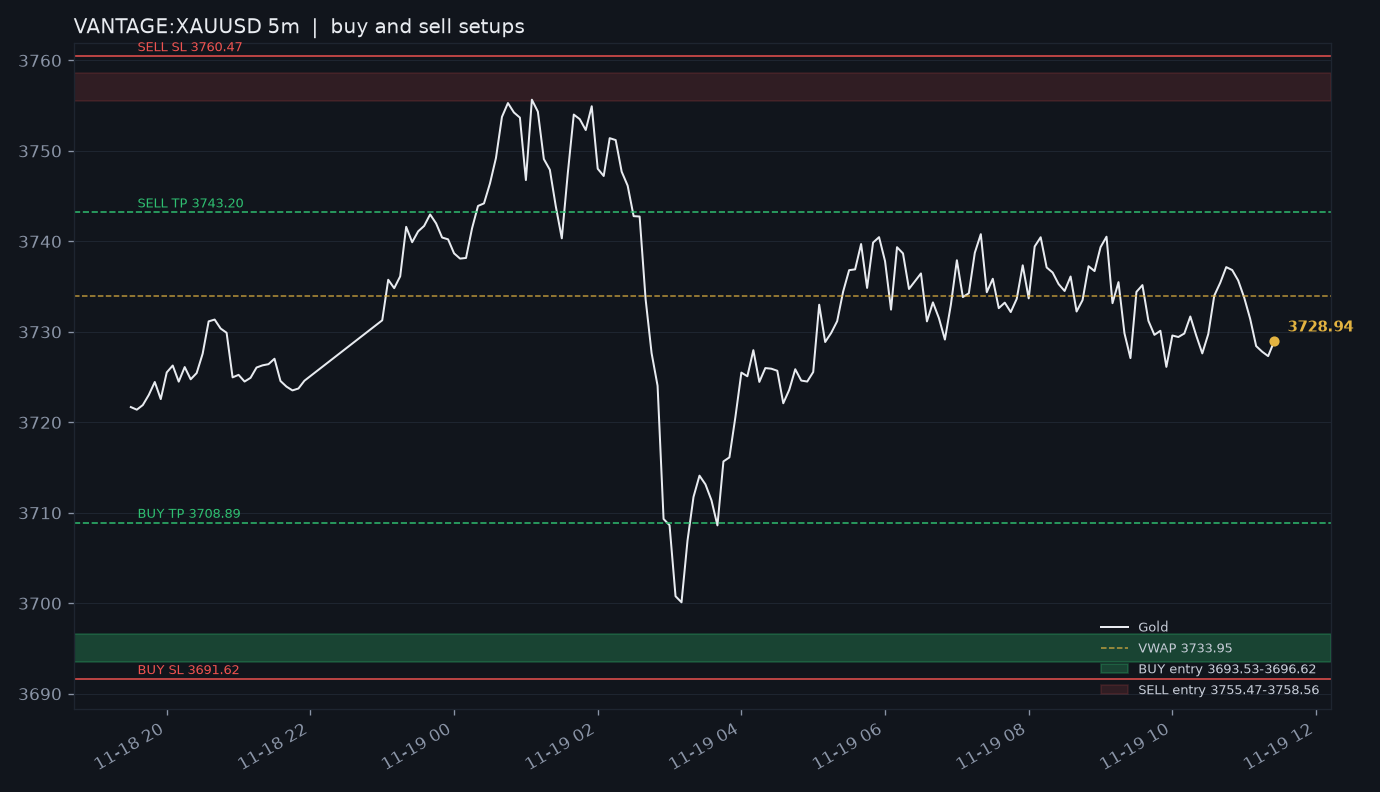 VANTAGE:XAUUSD 5m | buy and sell setups
SELL SL 3760.47
3760
3750
SELL TP 3743.20
3740
3730
3728.94
3720
BUY TP 3708.89
3710
3700
Gold
VWAP 3733.95
BUY SL 3691.62
BUY entry 3693.53-3696.62
SELL entry 3755.47-3758.56
3690
11-18 20
11-18 22
11-19 00
11-19 02
11-19 04
11-19 06
11-19 08
11-19 10
11-19 12